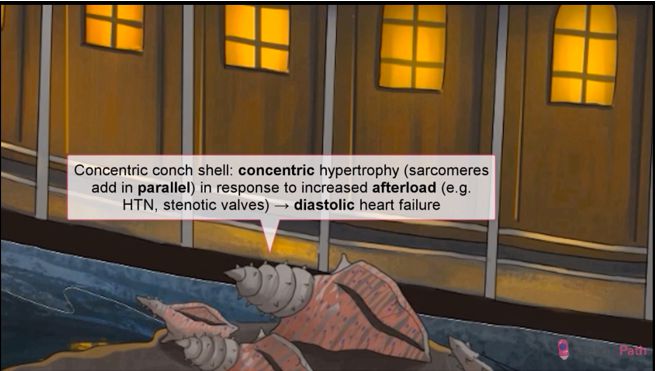 Concentric conch shell: concentric hypertrophy (sarcomeres
add in parallel) in response to increased afterload (e.g.
HTN, stenotic valves) → diastolic heart failure
Path